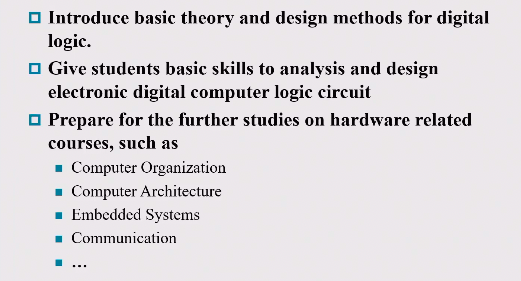 Introduce basic theory and design methods for digital
logic.
Give students basic skills to analysis and design
electronic digital computer logic circuit
Prepare for the further studies on hardware related
courses, such as
Computer Organization
Computer Architecture
Embedded Systems
Communication
…